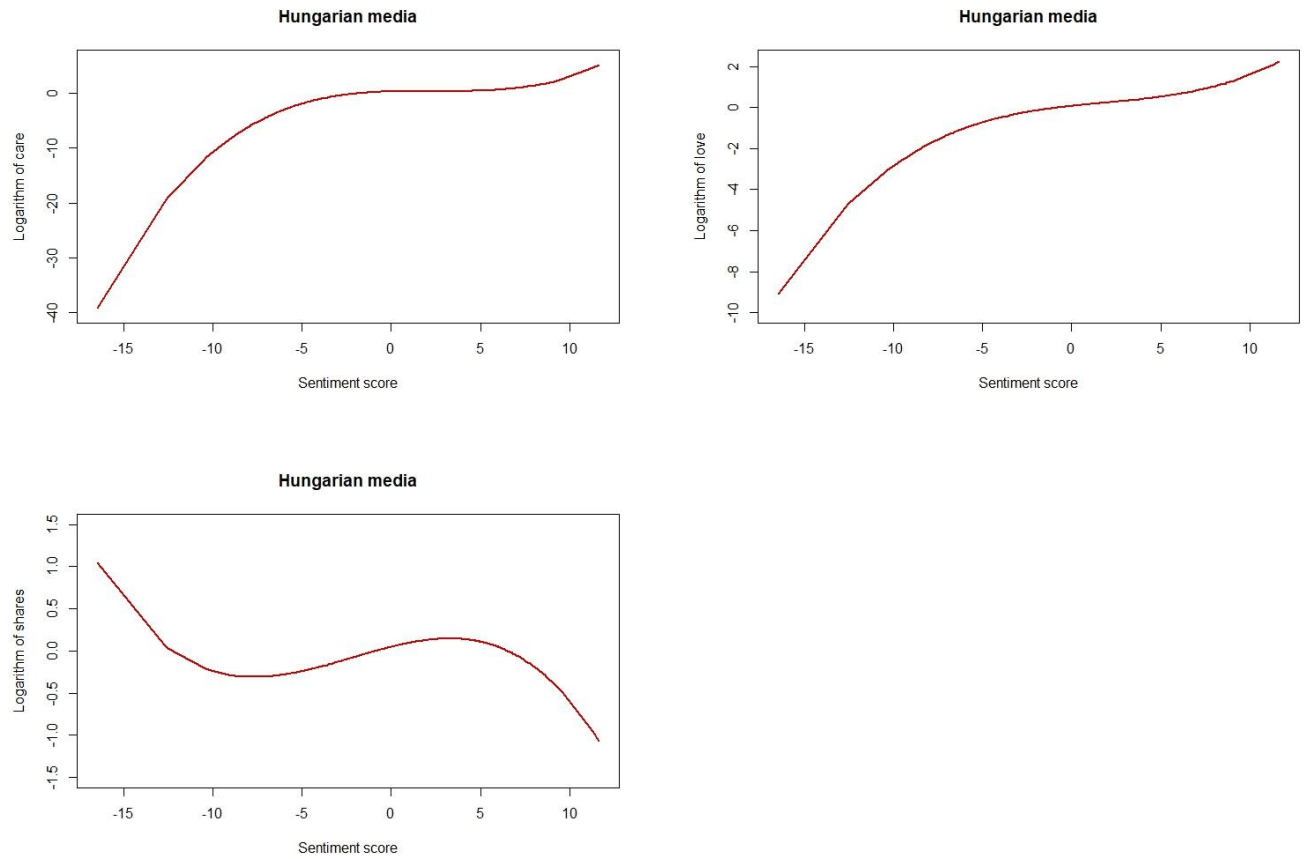 Hungarian media
Logarithm of care
0
-10
-20
-30
-40
-15 -10 -5 0 5 10
Sentiment score
Hungarian media
Logarithm of love
2
0
-2
-4
-6
-8
-10
-15 -10 -5 0 5 10
Sentiment score
Hungarian media
Logarithm of shares
1.5
1.0
0.5
0.0
-0.5
-1.0
-1.5
-15 -10 -5 0 5 10
Sentiment score